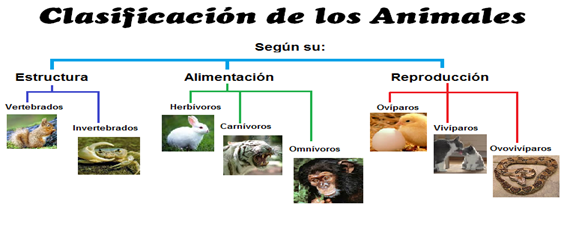 Clasificación de los Animales
Según su:
Estructura
Alimentación
Reproducción
Vertebrados
Invertebrados
Herbívoros
Carnívoros
Omnívoros
Ovíparos
Vivíparos
Ovovivíparos